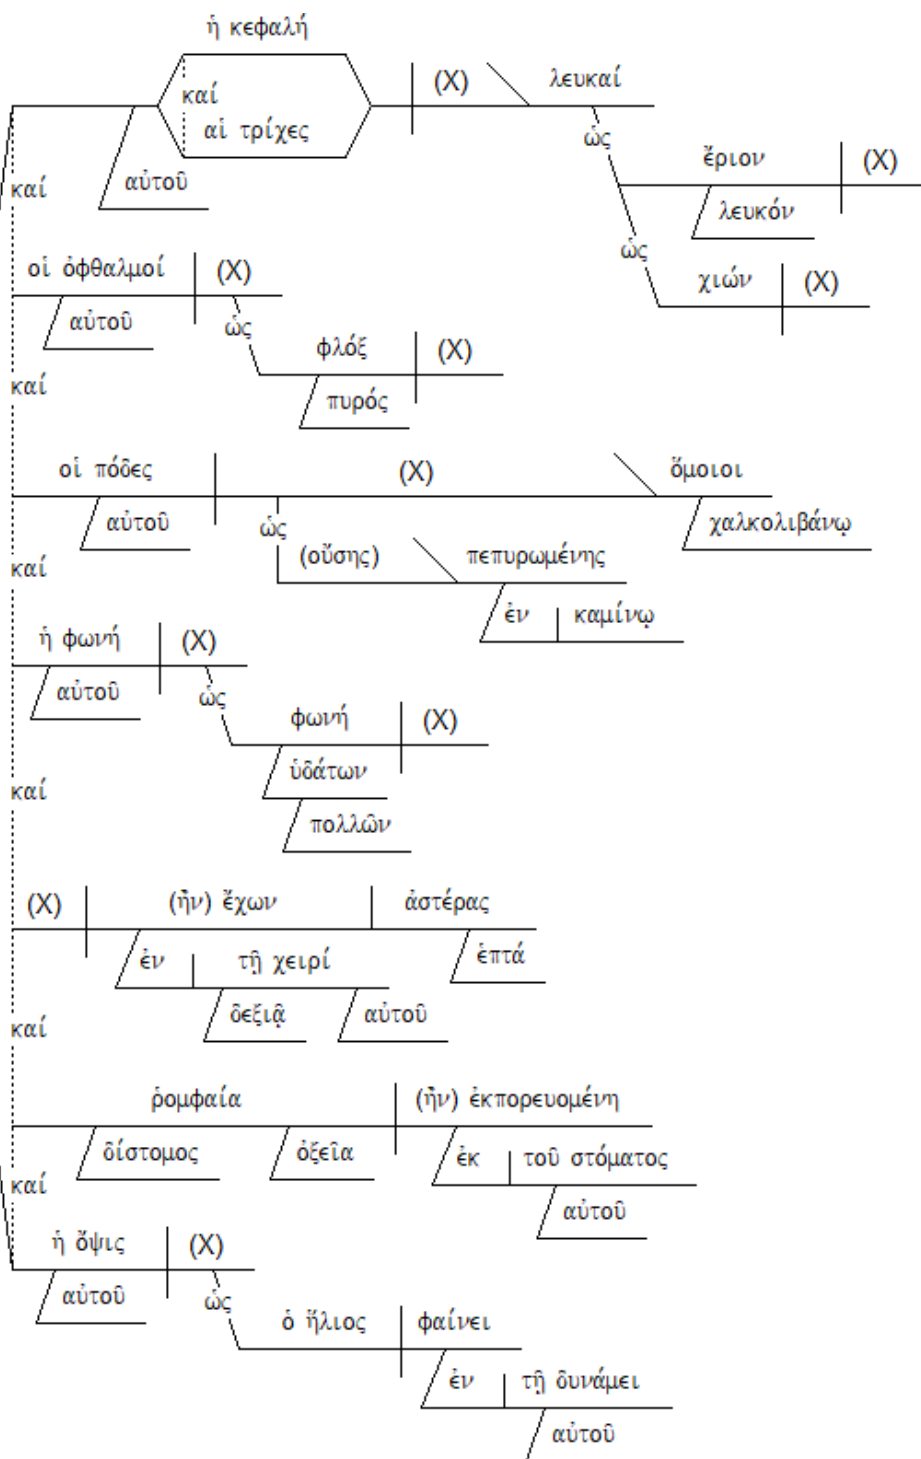 ἡ κεφαλή
καί
(X) λευκαί
αἱ τρίχες
ὡς
αὐτοῦ
ἔριον (X)
καί
λευκόν
ὡς
οἱ ὀφθαλμοί (X)
χιών (X)
αὐτοῦ
ὡς
φλόξ (X)
καί
πυρός
οἱ πόδες (X) ὅμοιοι
αὐτοῦ
ὡς
χαλκολιβάνῳ
καί
(οὔσης) πεπυρωμένης
ἐν καμίνῳ
ἡ φωνή (X)
αὐτοῦ
ὡς
φωνή (X)
ὑδάτων
καί
πολλῶν
(X) (ἦν) ἔχων ἀστέρας
ἐν τῇ χειρί
ἑπτά
δεξιᾷ αὐτοῦ
καί
ῥομφαία (ἦν) ἐκπορευομένη
δίστομος ὀξεῖα
ἐκ τοῦ στόματος
καί
αὐτοῦ
ἡ ὄψις (X)
αὐτοῦ
ὡς
ὁ ἥλιος φαίνει
ἐν τῇ δυνάμει
αὐτοῦ